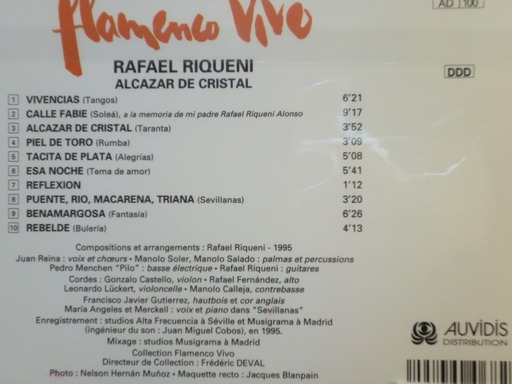 flamenco vivo
AD 100
DDD
RAFAEL RIQUENI
ALCAZAR DE CRISTAL
1 VIVENCIAS (Tangos) 6'21
2 CALLE FABIE (Soleá), a la memoria de mi padre Rafael Riqueni Alonso 9'17
3 ALCAZAR DE CRISTAL (Taranta) 3'52
4 PIEL DE TORO (Rumba) 3'09
5 TACITA DE PLATA (Alegrías) 5'08
6 ESA NOCHE (Tema de amor) 5'41
7 REFLEXION 1'12
8 PUENTE, RIO, MACARENA, TRIANA (Sevillanas) 3'20
9 BENAMARGOSA (Fantasía) 6'26
10 REBELDE (Bulería) 4'13
Compositions et arrangements : Rafael Riqueni - 1995
Juan Reina : voix et chœurs - Manolo Soler, Manolo Salado : palmas et percussions
Pedro Menchen "Pilo" : basse électrique - Rafael Riqueni : guitares
Cordes : Gonzalo Castello, violon - Rafael Fernández, alto
Leonardo Lückert, violoncelle - Manolo Calleja, contrebasse
Francisco Javier Gutierrez, hautbois et cor anglais
María Angeles et Merckell : voix et piano dans "Sevillanas"
Enregistrement : studios Alta Frecuencia à Séville et Musigrama à Madrid
(ingénieur du son : Juan Miguel Cobos), en 1995.
Mixage : studios Musigrama à Madrid
Collection Flamenco Vivo
Directeur de Collection : Frédéric DEVAL
Photo : Nelson Hernán Muñoz - Maquette recto : Jacques Blanpain
AUVIDIS
DISTRIBUTION